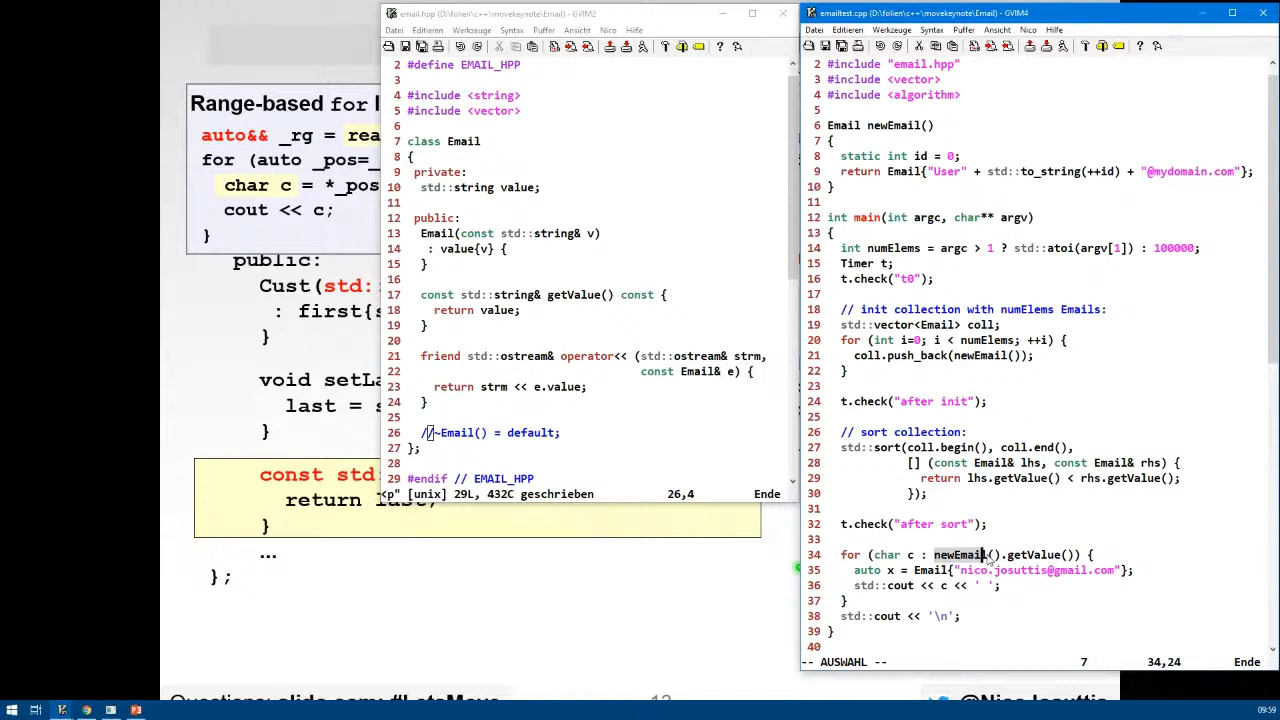 Range-based for l
auto&& _rg = rea
for (auto _pos=_
char c = *_pos
cout << c;
}
public:
Cust(std::
: first{s
}
void setLa
last = s
}
const std:
return last;
}
...
};
Questions: slido.com: #LetsMove
13
@NicoJosuttis
email.hpp (D:\folien\c++\movekeynote\Email) - GVIM2
Datei Editieren Werkzeuge Syntax Puffer Ansicht Nico Hilfe
2 #define EMAIL_HPP
3
4 #include <string>
5 #include <vector>
6
7 class Email
8 {
9 private:
10 std::string value;
11
12 public:
13 Email(const std::string& v)
14 : value{v} {
15 }
16
17 const std::string& getValue() const {
18 return value;
19 }
20
21 friend std::ostream& operator<< (std::ostream& strm,
22 const Email& e) {
23 return strm << e.value;
24 }
25
26 //~Email() = default;
27 };
28
29 #endif // EMAIL_HPP
<p" [unix] 29L, 432C geschrieben 26,4 Ende
emailtest.cpp (D:\folien\c++\movekeynote\Email) - GVIM4
Datei Editieren Werkzeuge Syntax Puffer Ansicht Nico Hilfe
2 #include "email.hpp"
3 #include <vector>
4 #include <algorithm>
5
6 Email newEmail()
7 {
8 static int id = 0;
9 return Email{"User" + std::to_string(++id) + "@mydomain.com"};
10 }
11
12 int main(int argc, char** argv)
13 {
14 int numElems = argc > 1 ? std::atoi(argv[1]) : 100000;
15 Timer t;
16 t.check("t0");
17
18 // init collection with numElems Emails:
19 std::vector<Email> coll;
20 for (int i=0; i < numElems; ++i) {
21 coll.push_back(newEmail());
22 }
23
24 t.check("after init");
25
26 // sort collection:
27 std::sort(coll.begin(), coll.end(),
28 [] (const Email& lhs, const Email& rhs) {
29 return lhs.getValue() < rhs.getValue();
30 });
31
32 t.check("after sort");
33
34 for (char c : newEmail().getValue()) {
35 auto x = Email{"nico.josuttis@gmail.com"};
36 std::cout << c << ' ';
37 }
38 std::cout << '\n';
39 }
40
-- AUSWAHL -- 7 34,24 Ende
09:59